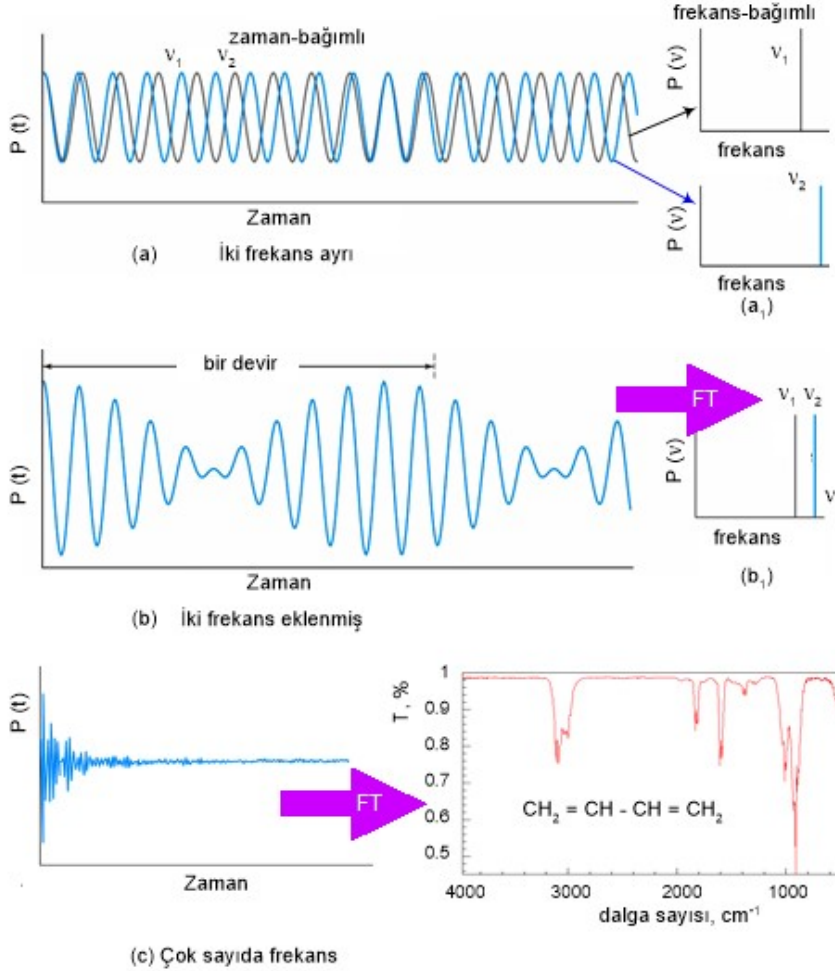 zaman-bağımlı
ν₁ ν₂
P (t)
Zaman
(a) İki frekans ayrı
frekans-bağımlı
ν₁
P (ν)
frekans
ν₂
P (ν)
frekans
(a₁)
bir devir
P (t)
Zaman
(b) İki frekans eklenmiş
FT
ν₁ ν₂
P (ν)
ν
frekans
(b₁)
P (t)
Zaman
FT
T, %
1
0.9
0.8
0.7
0.6
0.5
CH₂ = CH - CH = CH₂
4000 3000 2000 1000
dalga sayısı, cm⁻¹
(c) Çok sayıda frekans